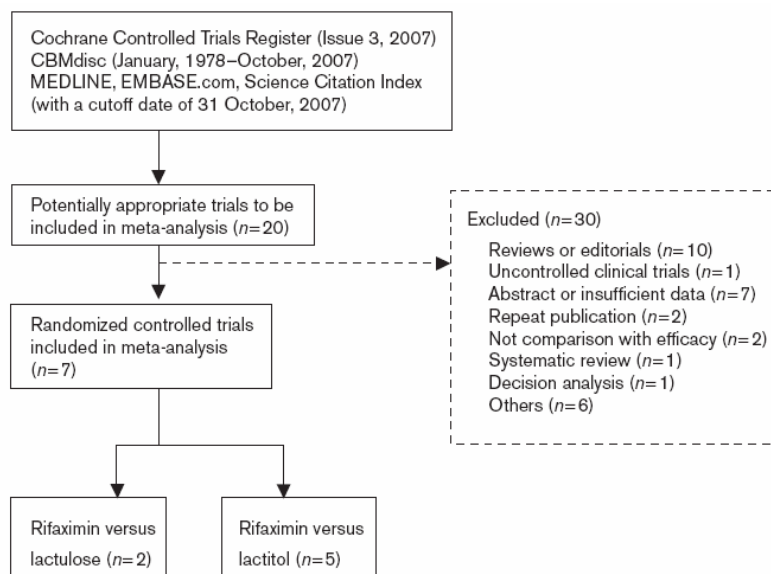 Cochrane Controlled Trials Register (Issue 3, 2007)
CBMdisc (January, 1978–October, 2007)
MEDLINE, EMBASE.com, Science Citation Index
(with a cutoff date of 31 October, 2007)
Potentially appropriate trials to be
included in meta-analysis (n=20)
Excluded (n=30)
Reviews or editorials (n=10)
Uncontrolled clinical trials (n=1)
Abstract or insufficient data (n=7)
Repeat publication (n=2)
Not comparison with efficacy (n=2)
Systematic review (n=1)
Decision analysis (n=1)
Others (n=6)
Randomized controlled trials
included in meta-analysis
(n=7)
Rifaximin versus
lactulose (n=2)
Rifaximin versus
lactitol (n=5)